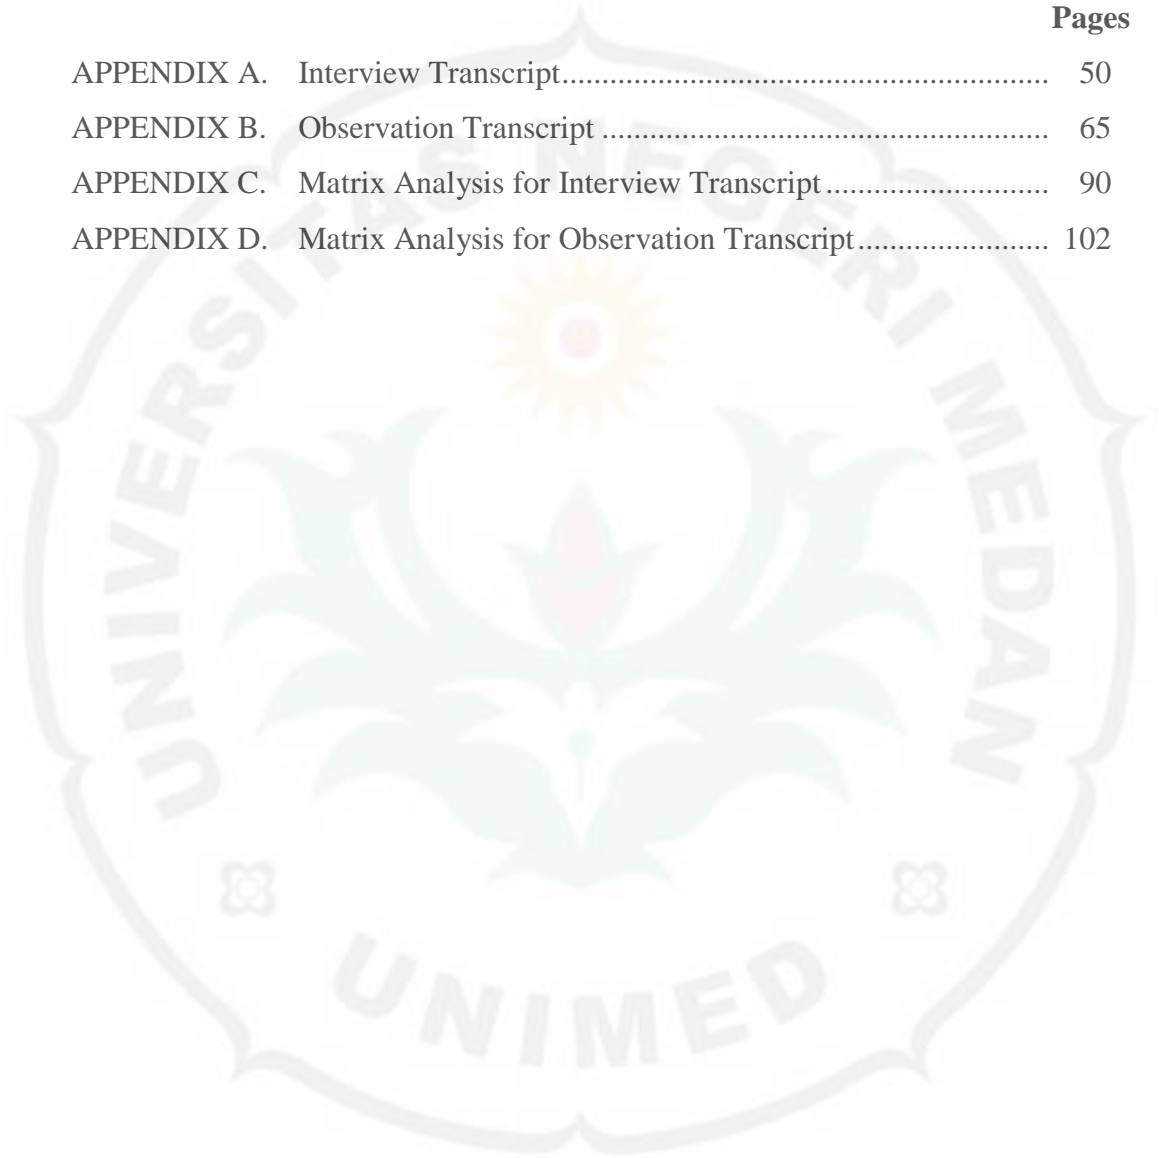 Pages
APPENDIX A. Interview Transcript............................................................. 50
APPENDIX B. Observation Transcript ........................................................ 65
APPENDIX C. Matrix Analysis for Interview Transcript............................ 90
APPENDIX D. Matrix Analysis for Observation Transcript........................ 102
UNIVERSITAS NEGERI MEDAN
UNIMED